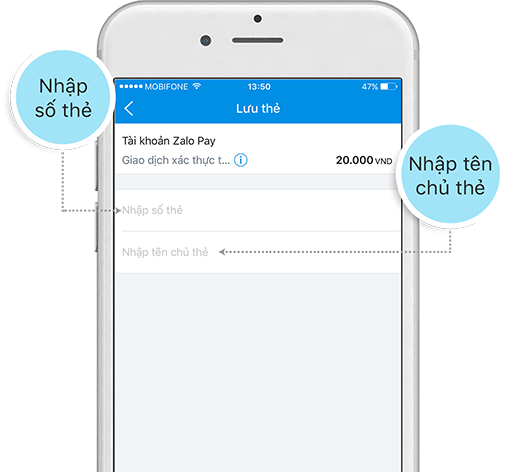 Nhập
số thẻ
MOBIFONE
13:50
47%
Lưu thẻ
Tài khoản Zalo Pay
Giao dịch xác thực t...
20.000 VND
Nhập tên
chủ thẻ
Nhập số thẻ
Nhập tên chủ thẻ